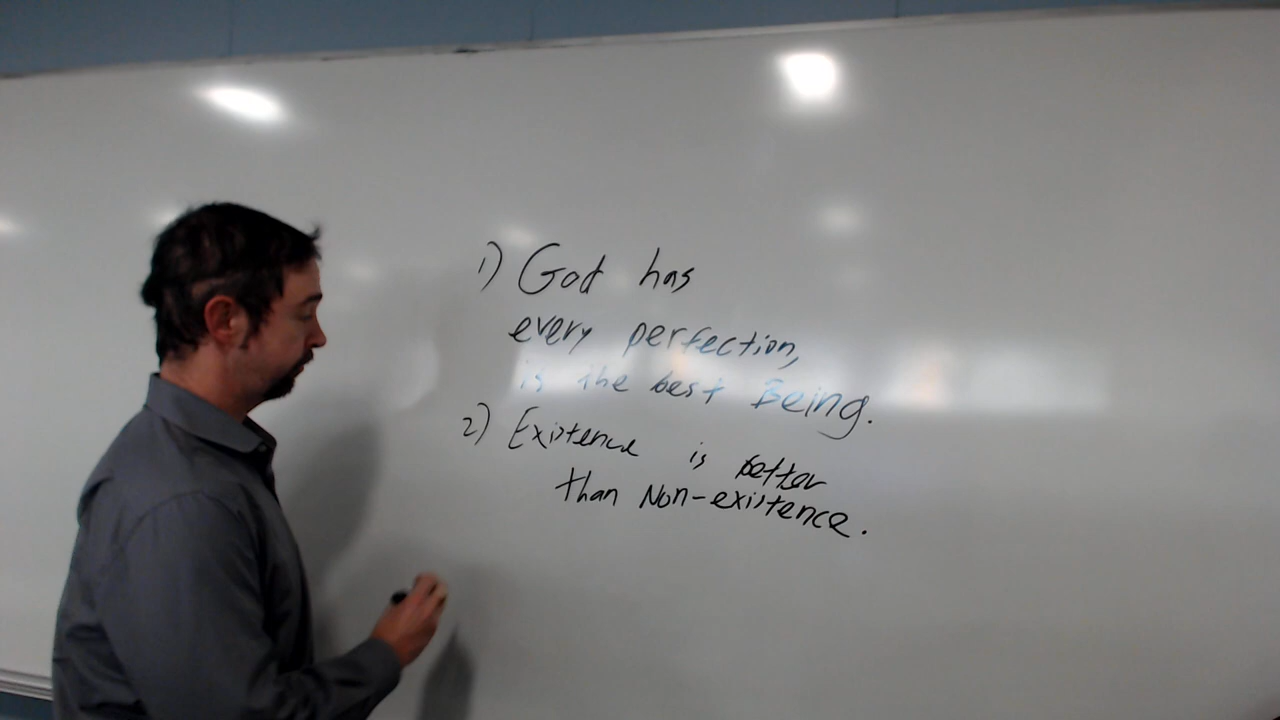 1) God has
every perfection,
is the best Being.
2) Existence is better
than Non-existence.